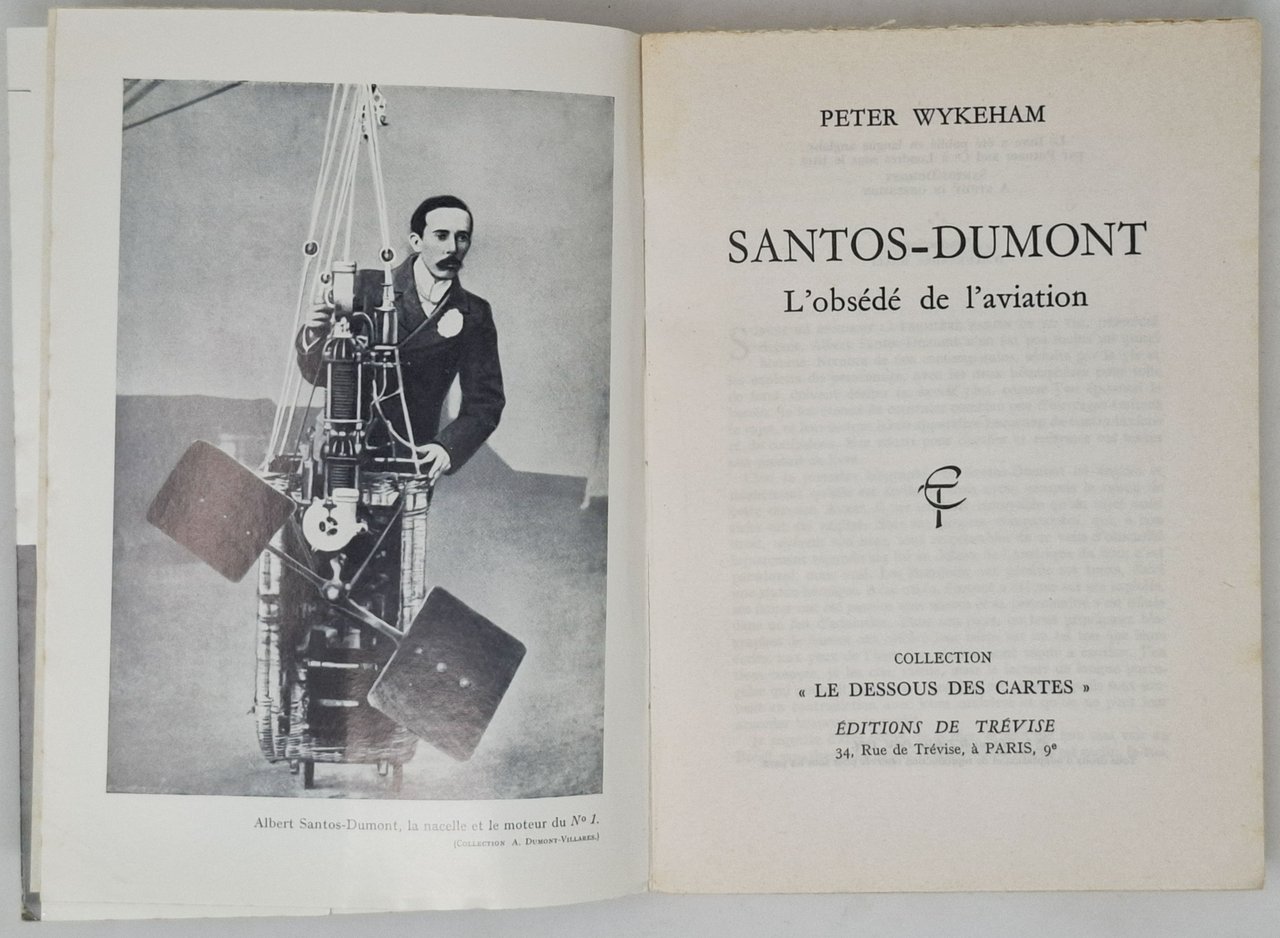 Albert Santos-Dumont, la nacelle et le moteur du Nº 1.
(Collection A. Dumont-Villares.)
PETER WYKEHAM
SANTOS-DUMONT
L'obsédé de l'aviation
COLLECTION
« LE DESSOUS DES CARTES »
ÉDITIONS DE TRÉVISE
34, Rue de Trévise, à PARIS, 9e